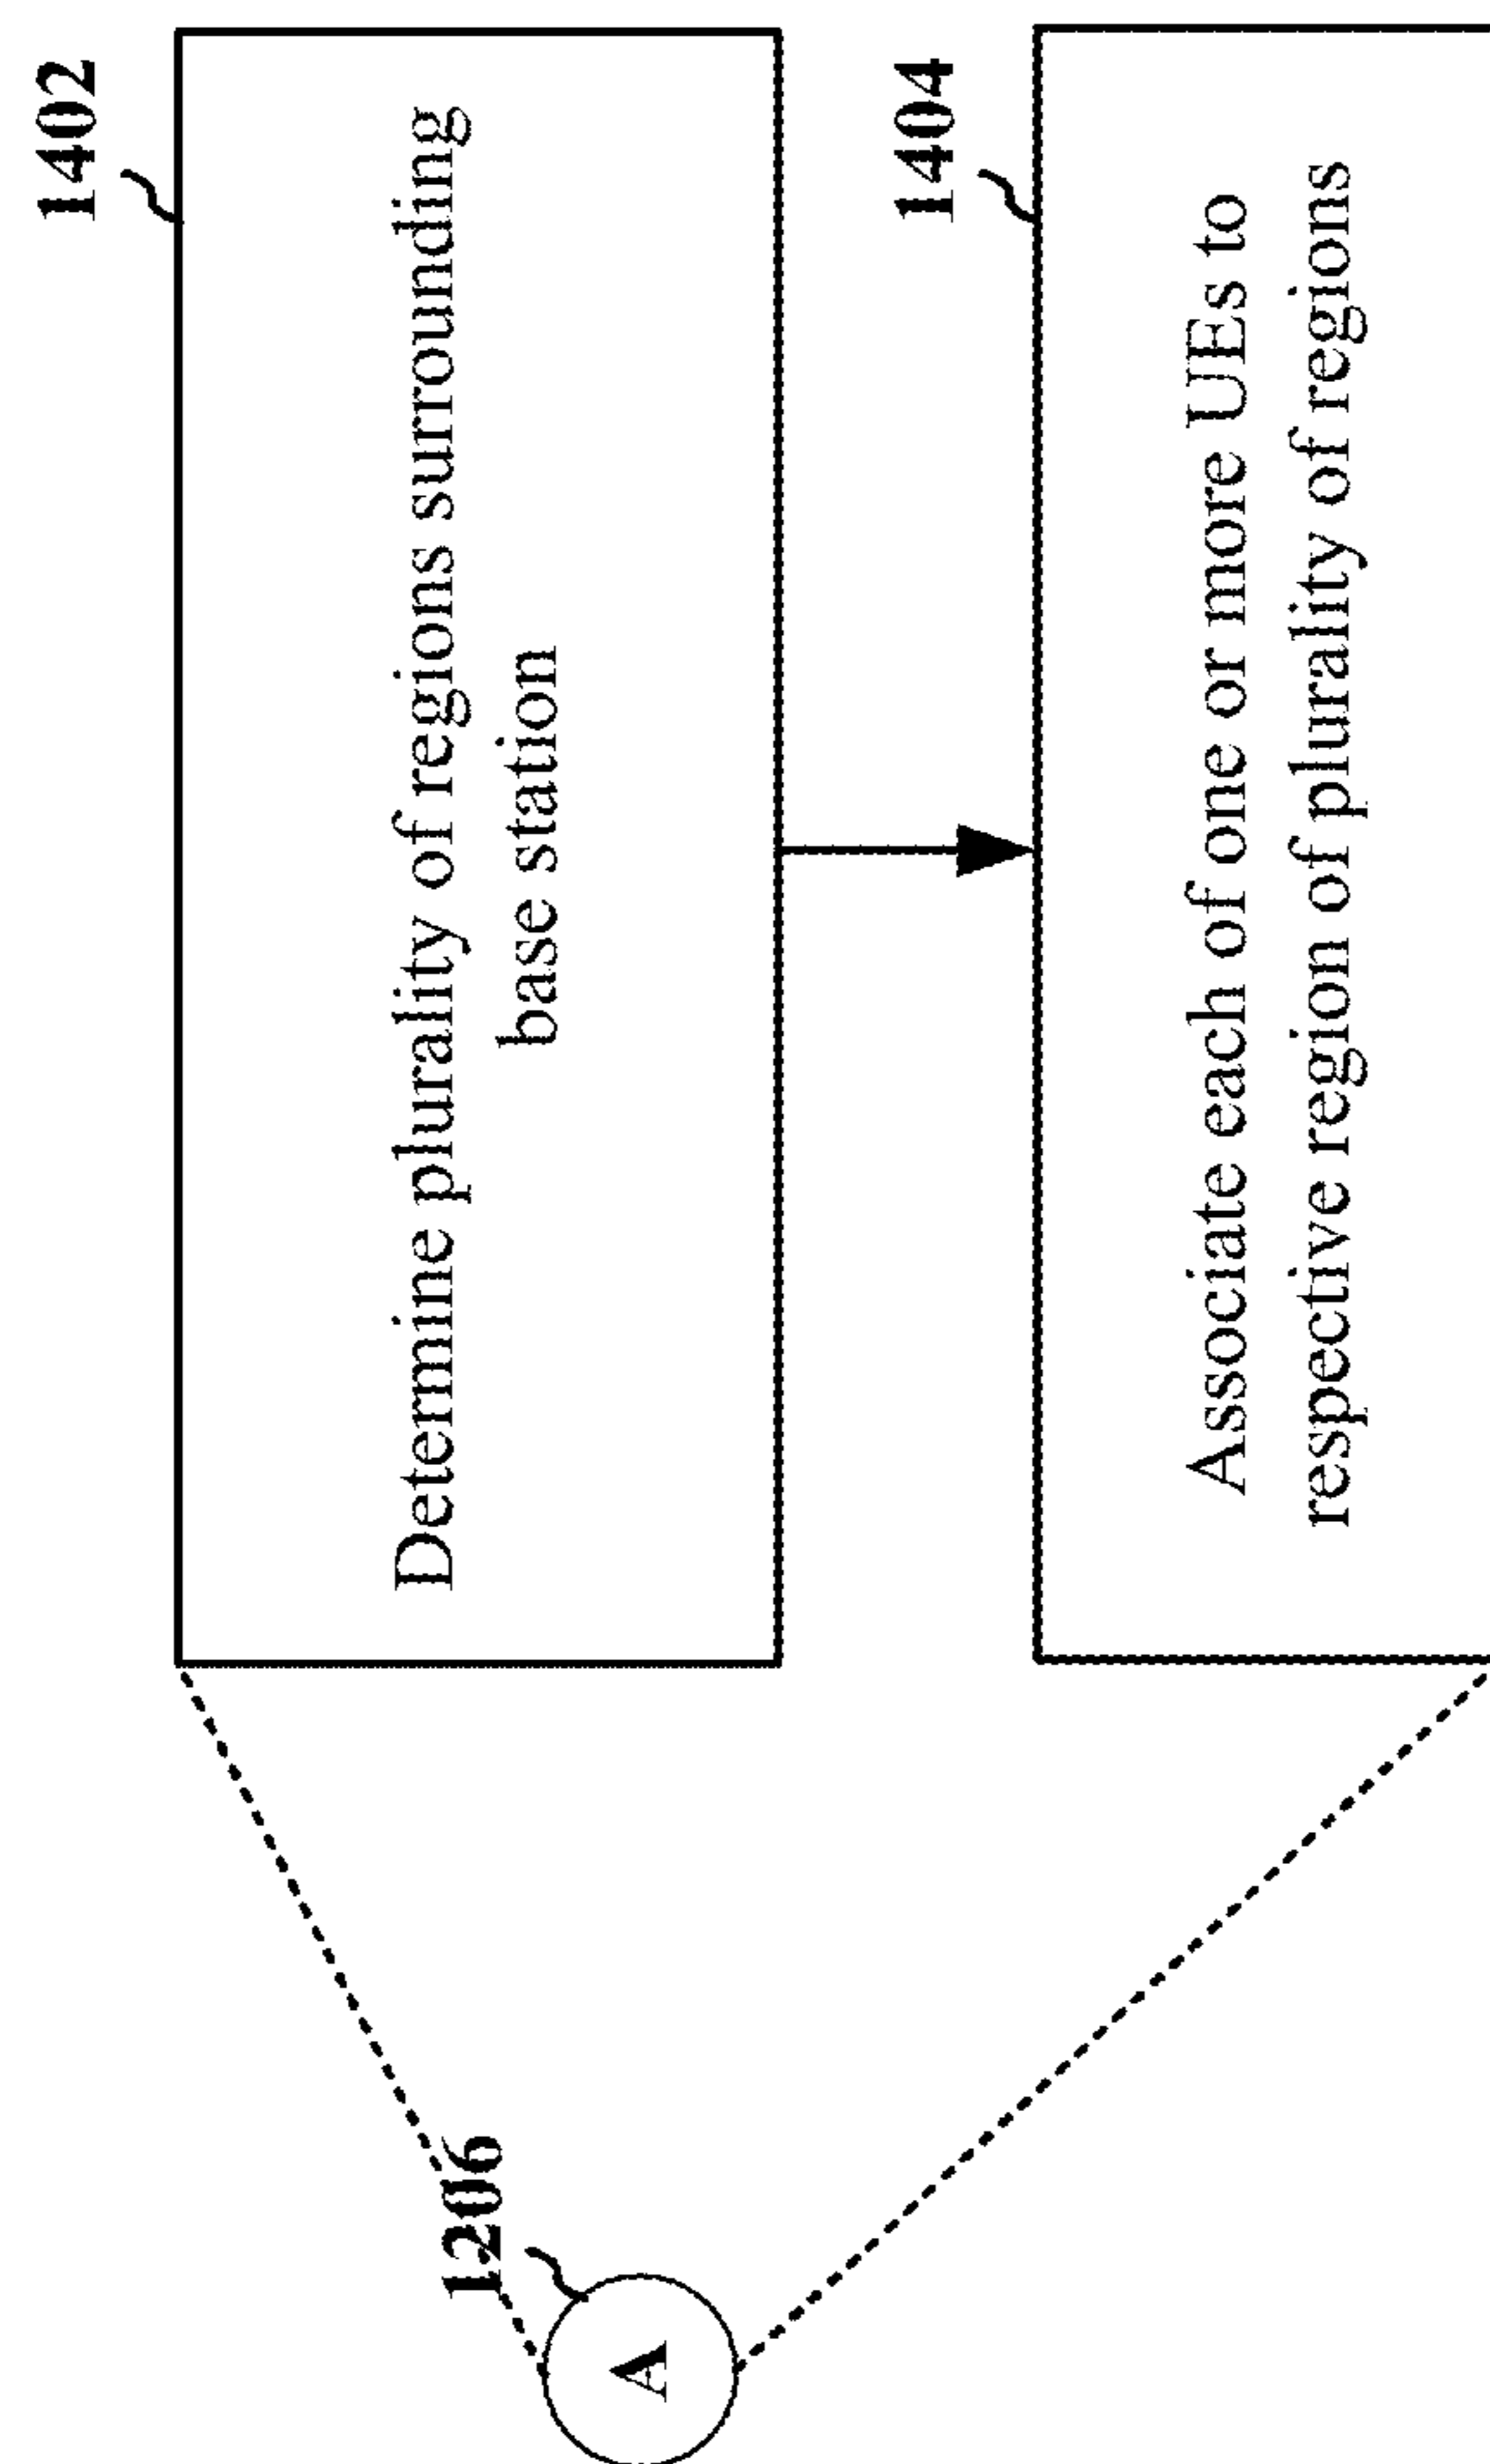 1402
Determine plurality of regions surrounding
base station
1404
Associate each of one or more UEs to
respective region of plurality of regions
1206
A